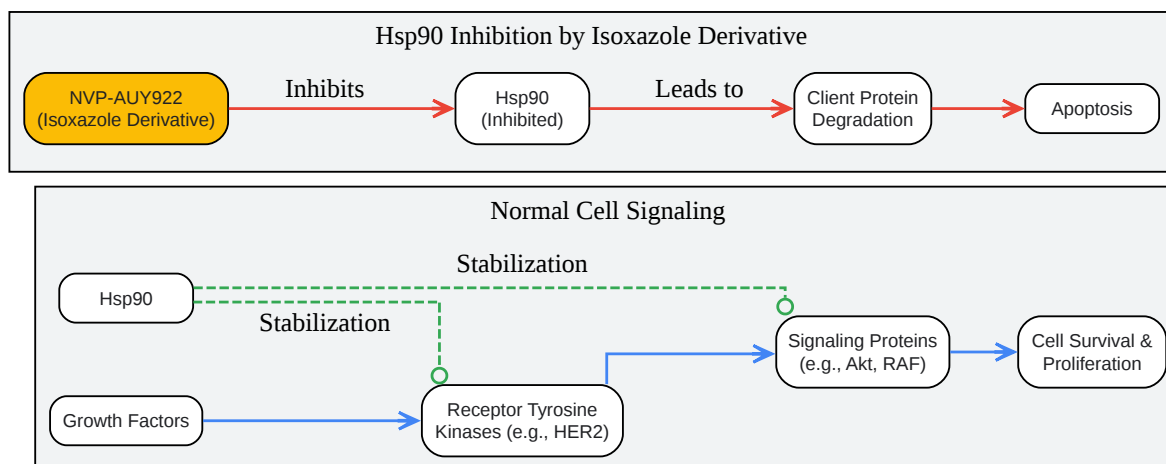 Hsp90 Inhibition by Isoxazole Derivative
NVP-AUY922
(Isoxazole Derivative)
Inhibits
Hsp90
(Inhibited)
Leads to
Client Protein
Degradation
Apoptosis
Normal Cell Signaling
Hsp90
Stabilization
Stabilization
Growth Factors
Receptor Tyrosine
Kinases (e.g., HER2)
Signaling Proteins
(e.g., Akt, RAF)
Cell Survival &
Proliferation